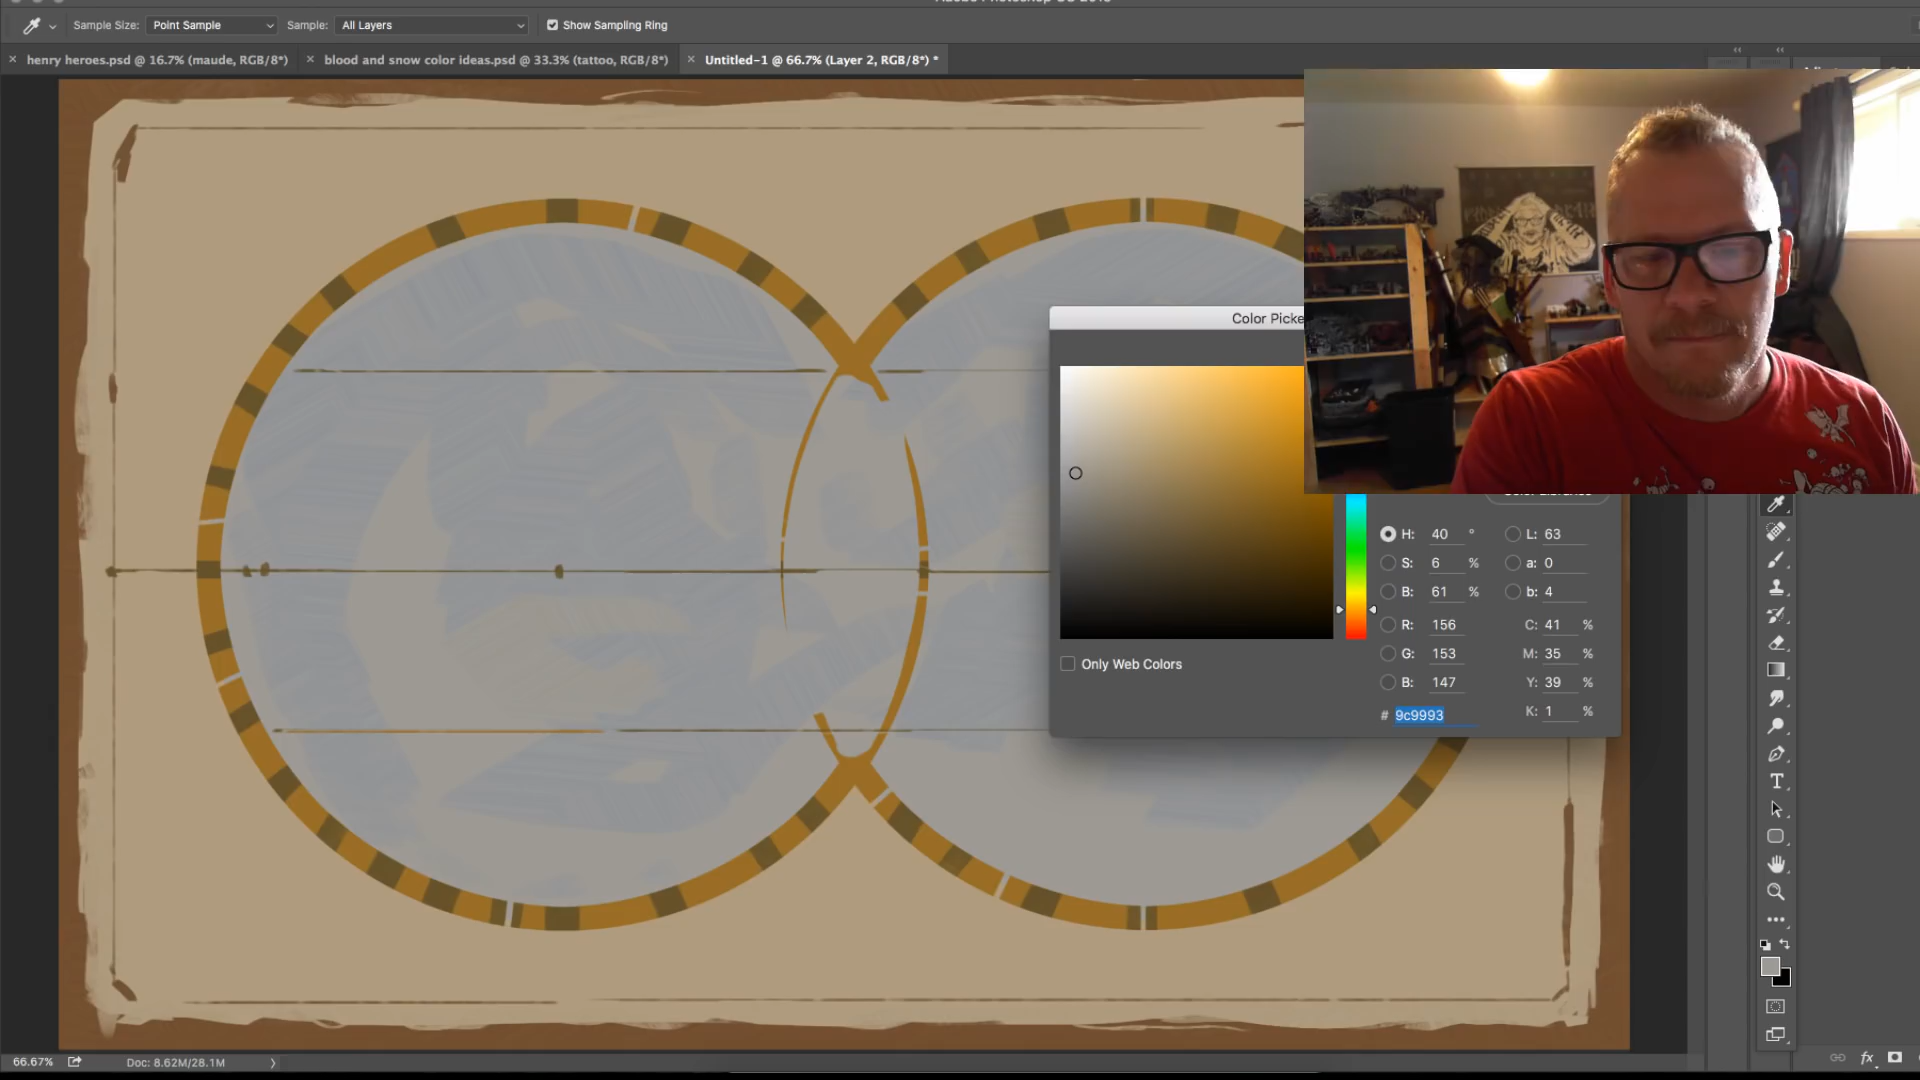 Sample Size: Point Sample Sample: All Layers Show Sampling Ring
henry heroes.psd @ 16.7% (maude, RGB/8*) blood and snow color ideas.psd @ 33.3% (tattoo, RGB/8*) Untitled-1 @ 66.7% (Layer 2, RGB/8*) *
Color Picke
H: 40 ° L: 63
S: 6 % a: 0
B: 61 % b: 4
R: 156 C: 41 %
G: 153 M: 35 %
Only Web Colors
B: 147 Y: 39 %
# 9c9993 K: 1 %
66.67% Doc: 8.62M/28.1M
fx